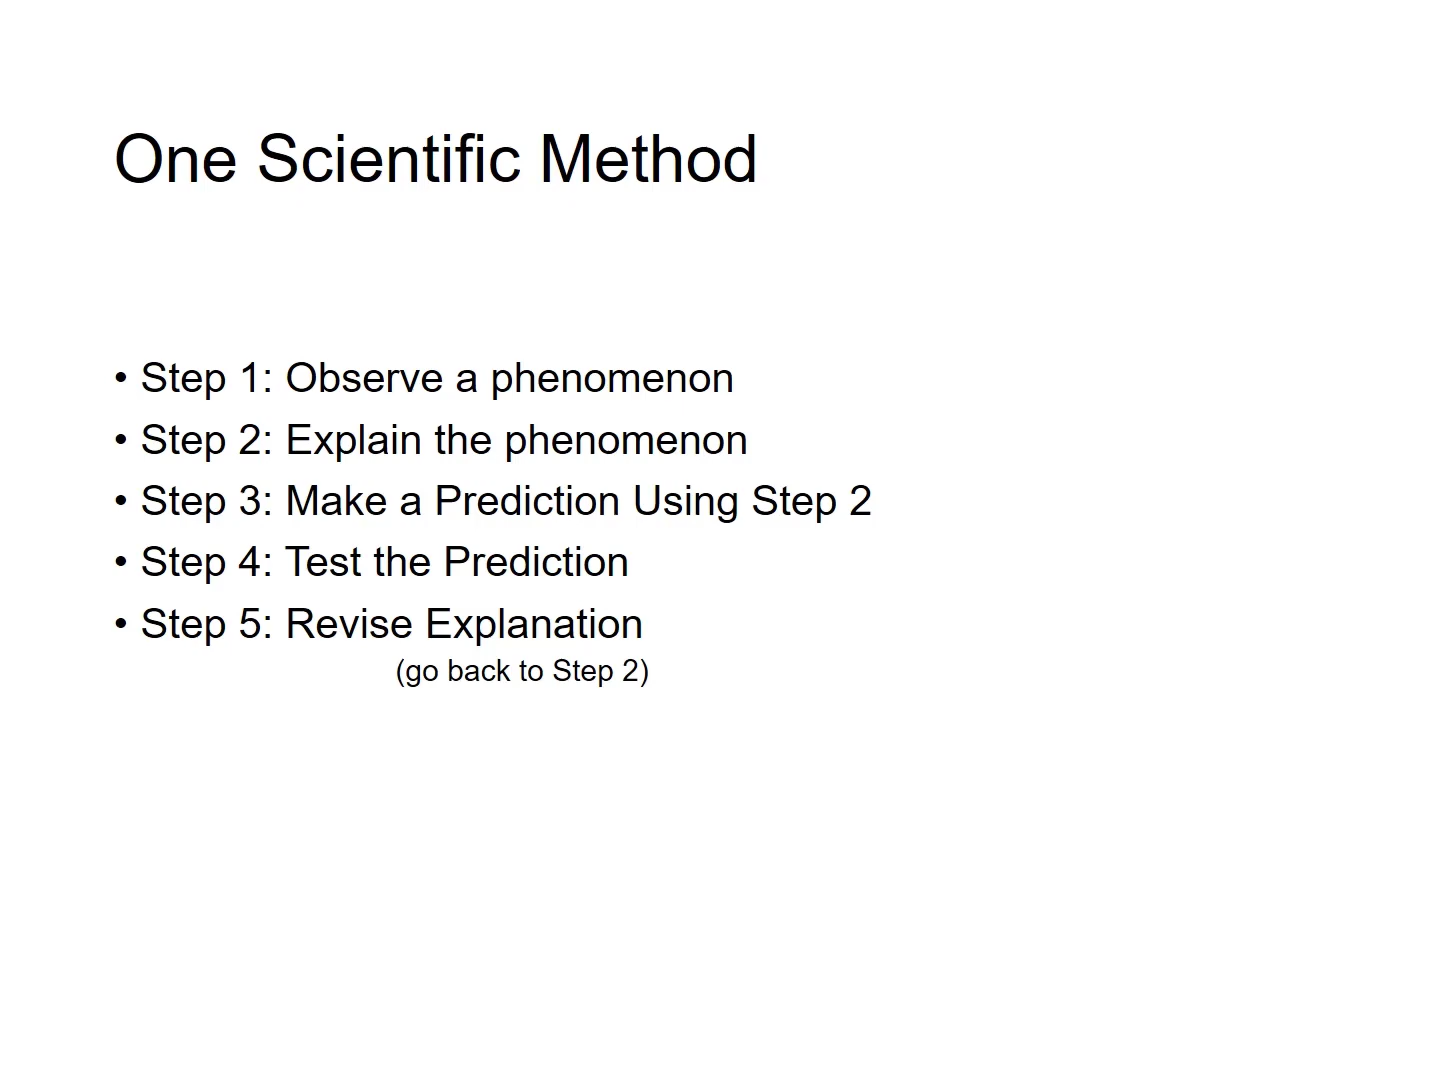 One Scientific Method
• Step 1: Observe a phenomenon
• Step 2: Explain the phenomenon
• Step 3: Make a Prediction Using Step 2
• Step 4: Test the Prediction
• Step 5: Revise Explanation
(go back to Step 2)